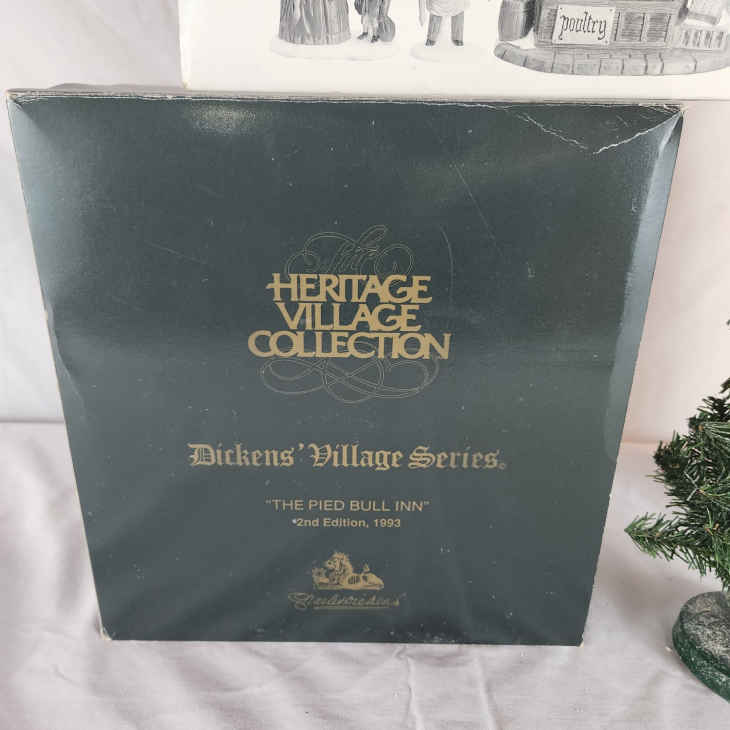 poultry
The
HERITAGE
VILLAGE
COLLECTION
Dickens' Village Series®
"THE PIED BULL INN"
•2nd Edition, 1993